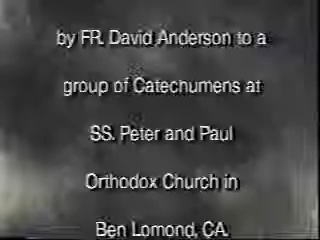 by FR. David Anderson to a
group of Catechumens at
SS. Peter and Paul
Orthodox Church in
Ben Lomond, CA.